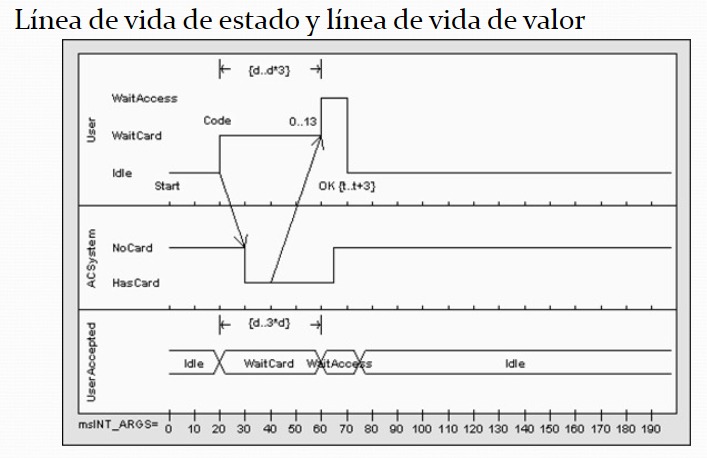 Línea de vida de estado y línea de vida de valor
{d..d*3}
WaitAccess
Code
0..13
WaitCard
User
Idle
Start
OK {t..t+3}
NoCard
ACSystem
HasCard
{d..3*d}
UserAccepted
Idle WaitCard WaitAccess Idle
msINT_ARGS= 0 10 20 30 40 50 60 70 80 90 100 110 120 130 140 150 160 170 180 190